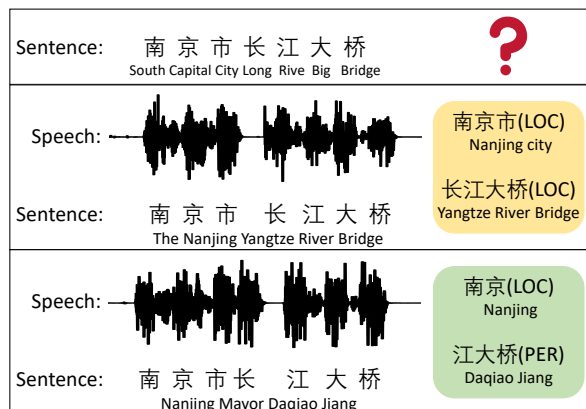 Sentence: 南京市长江大桥 ?
South Capital City Long Rive Big Bridge
Speech:
南京市(LOC)
Nanjing city
长江大桥(LOC)
Yangtze River Bridge
Sentence: 南京市 长江大桥
The Nanjing Yangtze River Bridge
Speech:
南京(LOC)
Nanjing
江大桥(PER)
Daqiao Jiang
Sentence: 南京市长 江大桥
Nanjing Mayor Daqiao Jiang